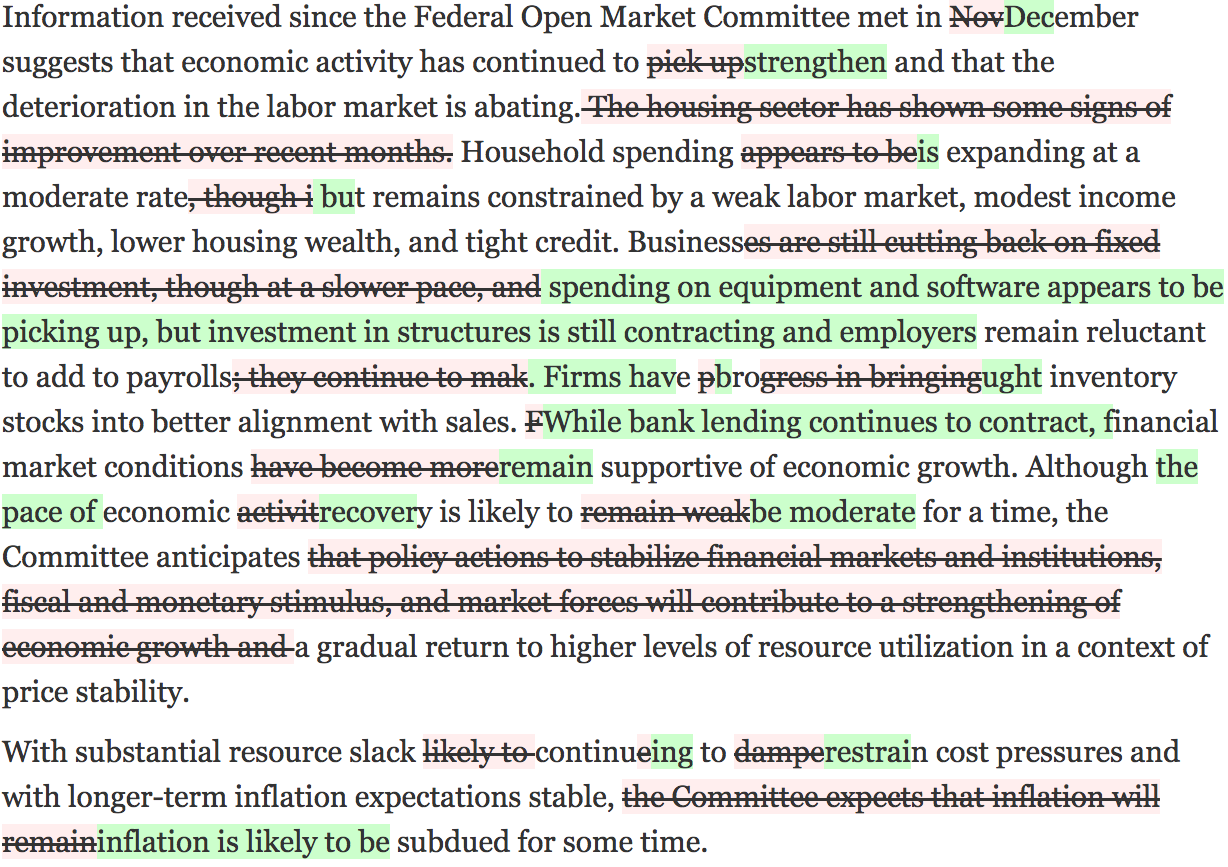 Information received since the Federal Open Market Committee met in NovDecember
suggests that economic activity has continued to pick upstrengthen and that the
deterioration in the labor market is abating. The housing sector has shown some signs of
improvement over recent months. Household spending appears to beis expanding at a
moderate rate, though i but remains constrained by a weak labor market, modest income
growth, lower housing wealth, and tight credit. Businesses are still cutting back on fixed
investment, though at a slower pace, and spending on equipment and software appears to be
picking up, but investment in structures is still contracting and employers remain reluctant
to add to payrolls; they continue to mak. Firms have pbrogress in bringingught inventory
stocks into better alignment with sales. FWhile bank lending continues to contract, financial
market conditions have become moreremain supportive of economic growth. Although the
pace of economic activitrecovery is likely to remain weakbe moderate for a time, the
Committee anticipates that policy actions to stabilize financial markets and institutions,
fiscal and monetary stimulus, and market forces will contribute to a strengthening of
economic growth and a gradual return to higher levels of resource utilization in a context of
price stability.
With substantial resource slack likely to continueing to damperestrain cost pressures and
with longer-term inflation expectations stable, the Committee expects that inflation will
remaininflation is likely to be subdued for some time.